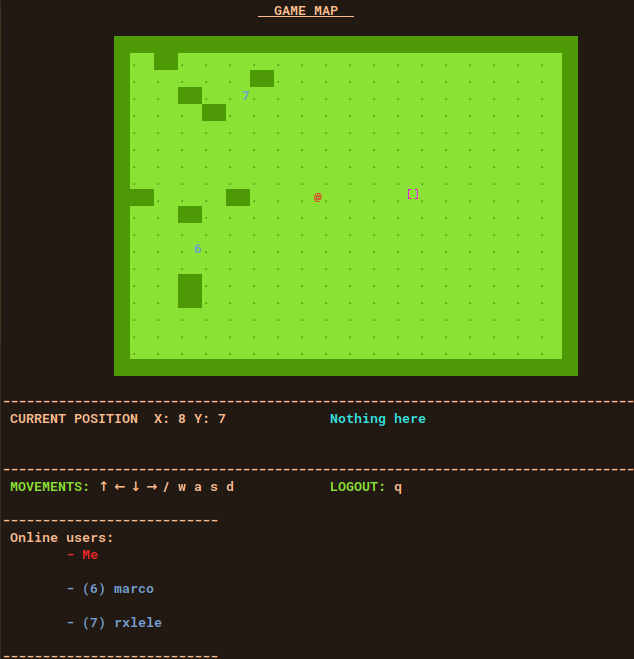 GAME MAP
7
@ []
6
CURRENT POSITION X: 8 Y: 7 Nothing here
MOVEMENTS: ↑ ← ↓ → / w a s d LOGOUT: q
Online users:
- Me
- (6) marco
- (7) rxlele